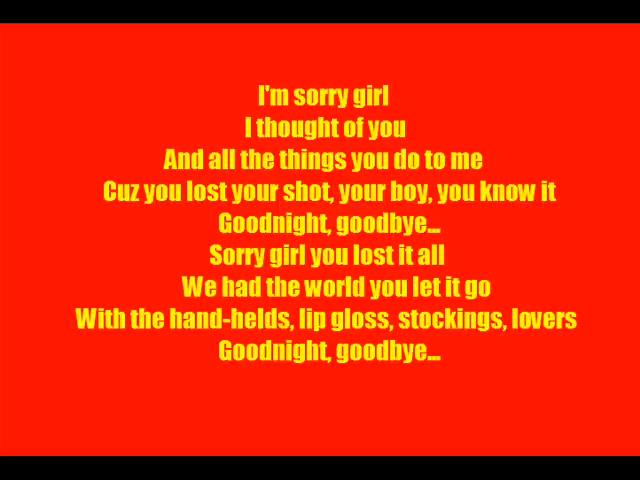 I'm sorry girl
I thought of you
And all the things you do to me
Cuz you lost your shot, your boy, you know it
Goodnight, goodbye...
Sorry girl you lost it all
We had the world you let it go
With the hand-helds, lip gloss, stockings, lovers
Goodnight, goodbye...